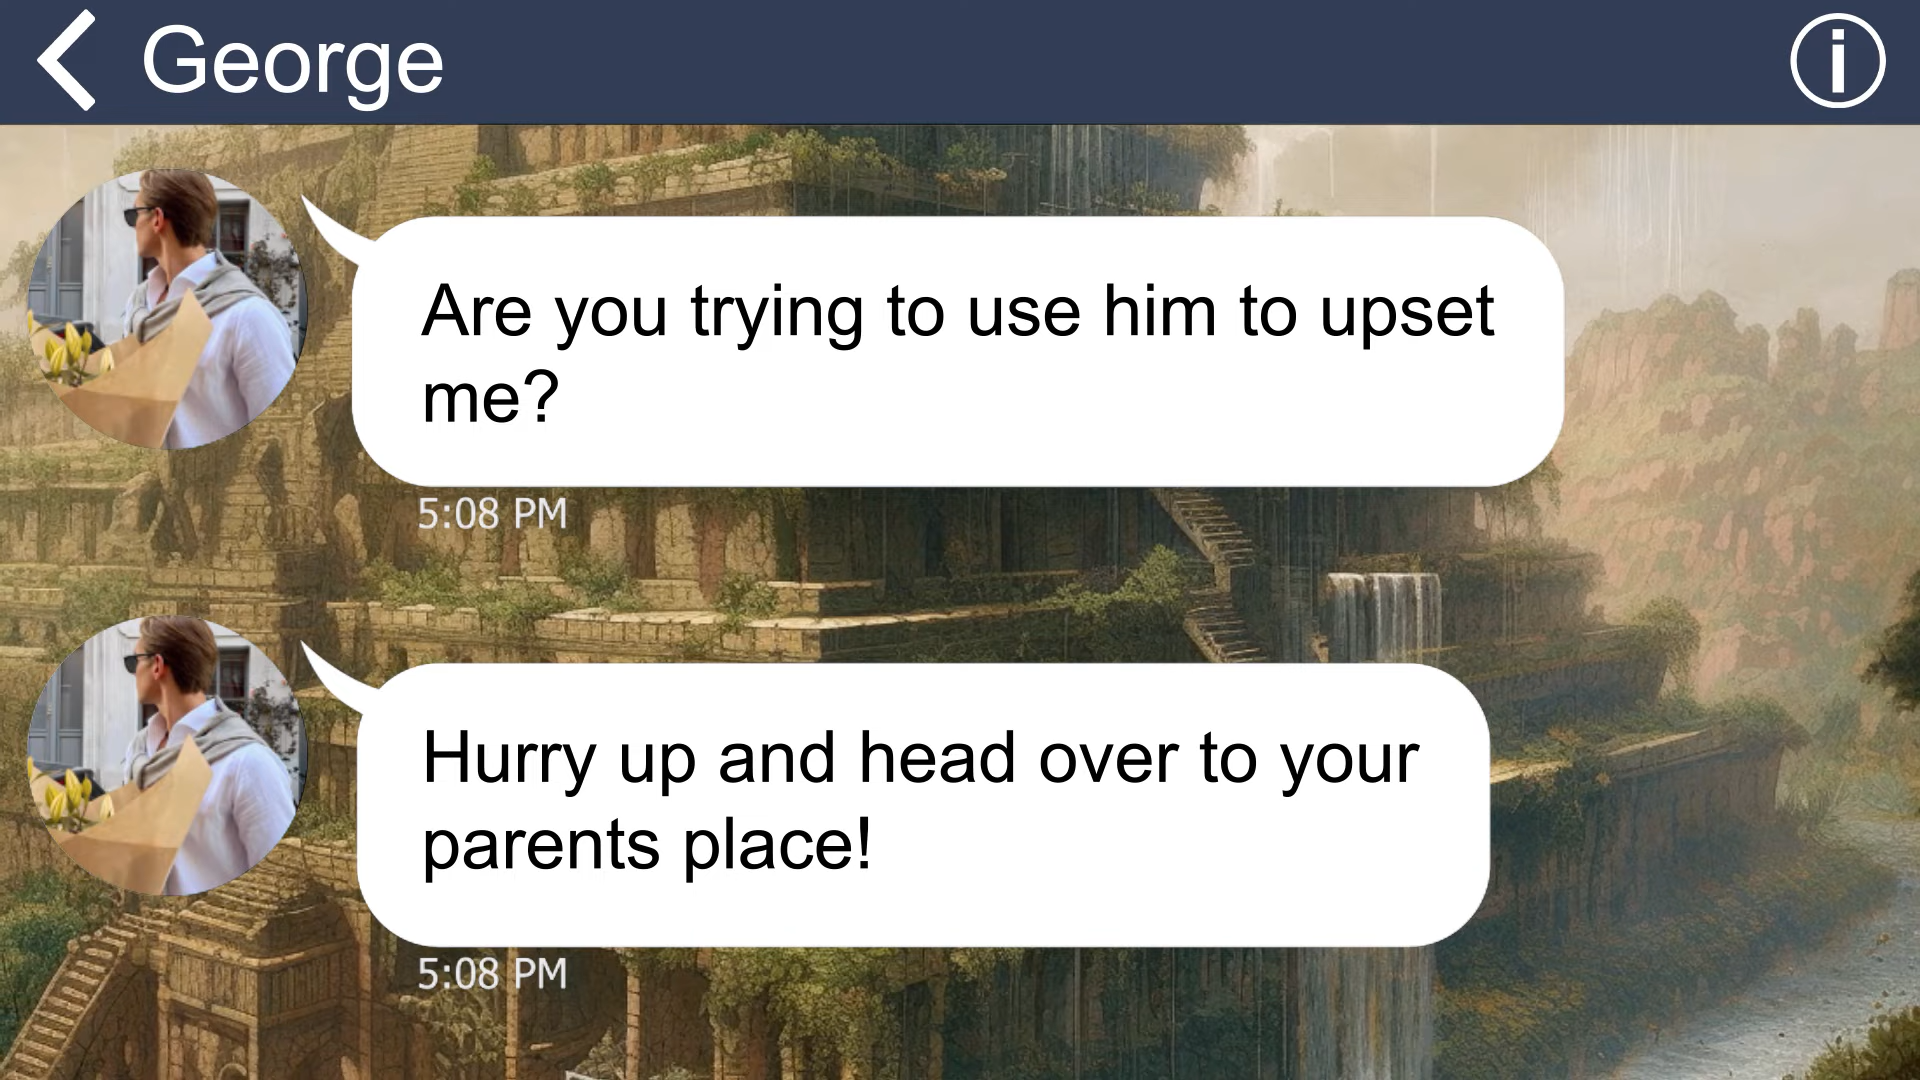 George
Are you trying to use him to upset
me?
5:08 PM
Hurry up and head over to your
parents place!
5:08 PM